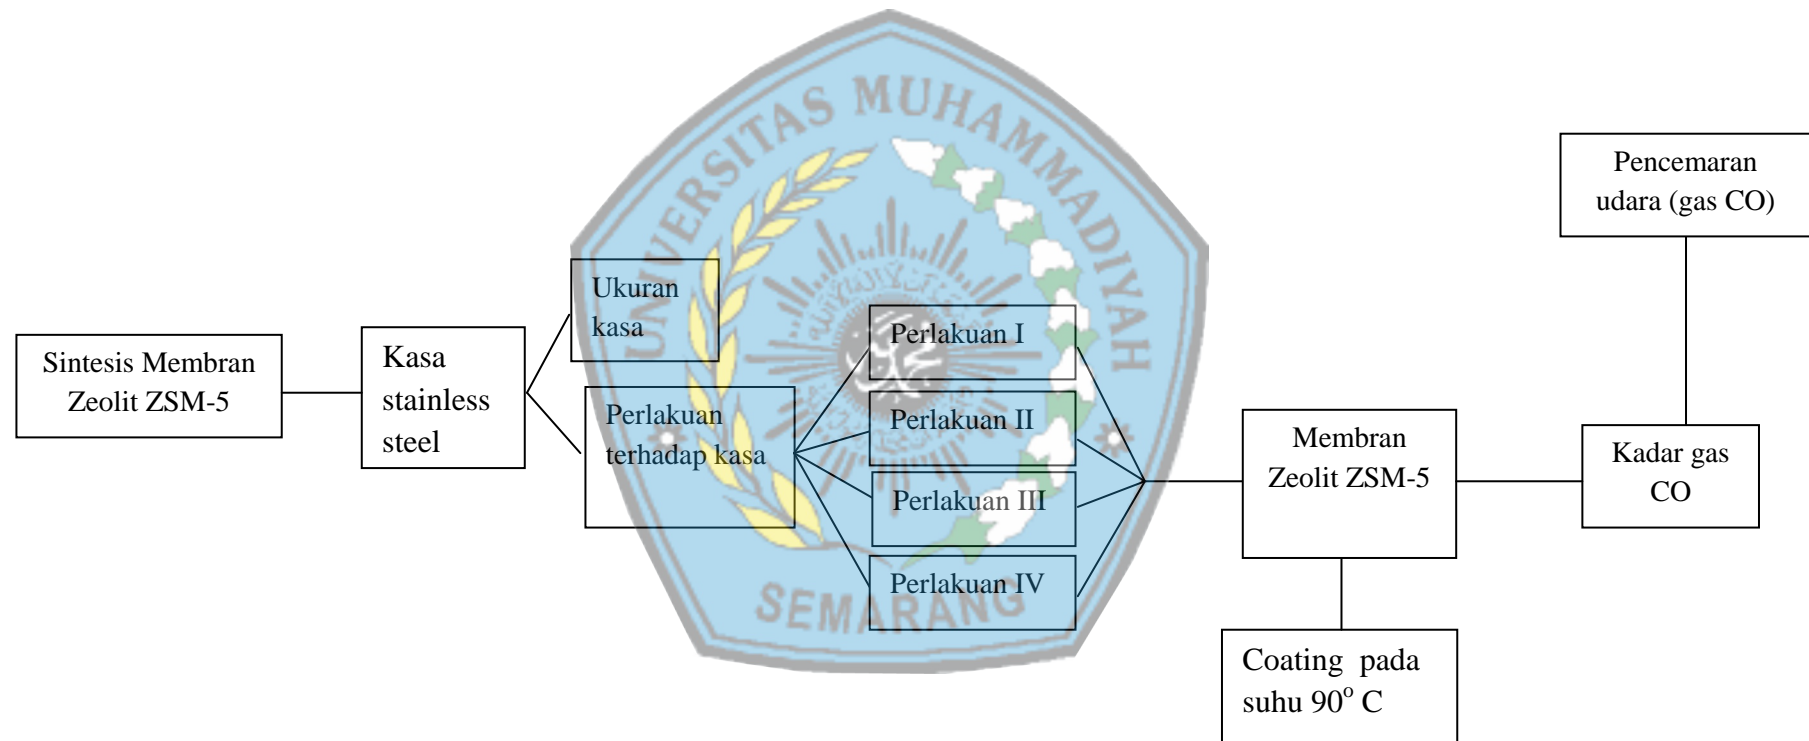 UNIVERSITAS MUHAMMADIYAH
SEMARANG
Sintesis Membran
Zeolit ZSM-5
Kasa
stainless
steel
Ukuran
kasa
Perlakuan
terhadap kasa
Perlakuan I
Perlakuan II
Perlakuan III
Perlakuan IV
Membran
Zeolit ZSM-5
Coating pada
suhu 90° C
Kadar gas
CO
Pencemaran
udara (gas CO)